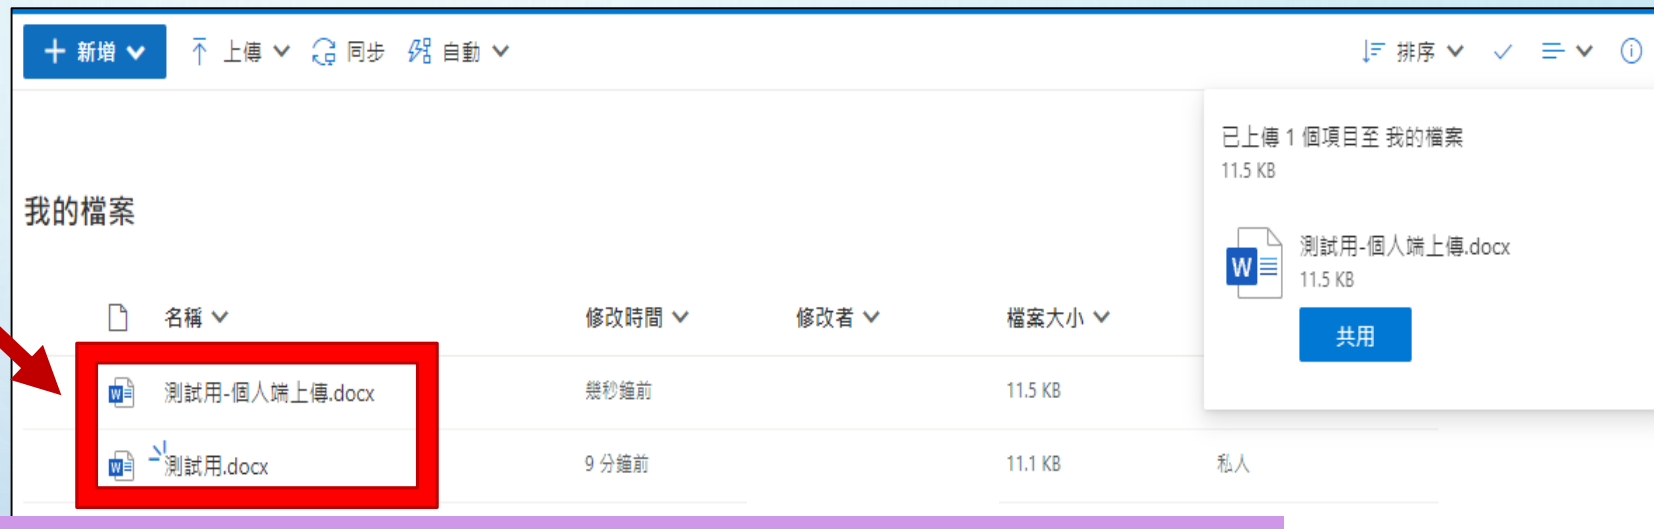 新增 上傳 同步 自動 排序
已上傳 1 個項目至 我的檔案
11.5 KB
測試用-個人端上傳.docx
11.5 KB
共用
我的檔案
名稱 修改時間 修改者 檔案大小
測試用-個人端上傳.docx 幾秒鐘前 11.5 KB
測試用.docx 9 分鐘前 11.1 KB 私人